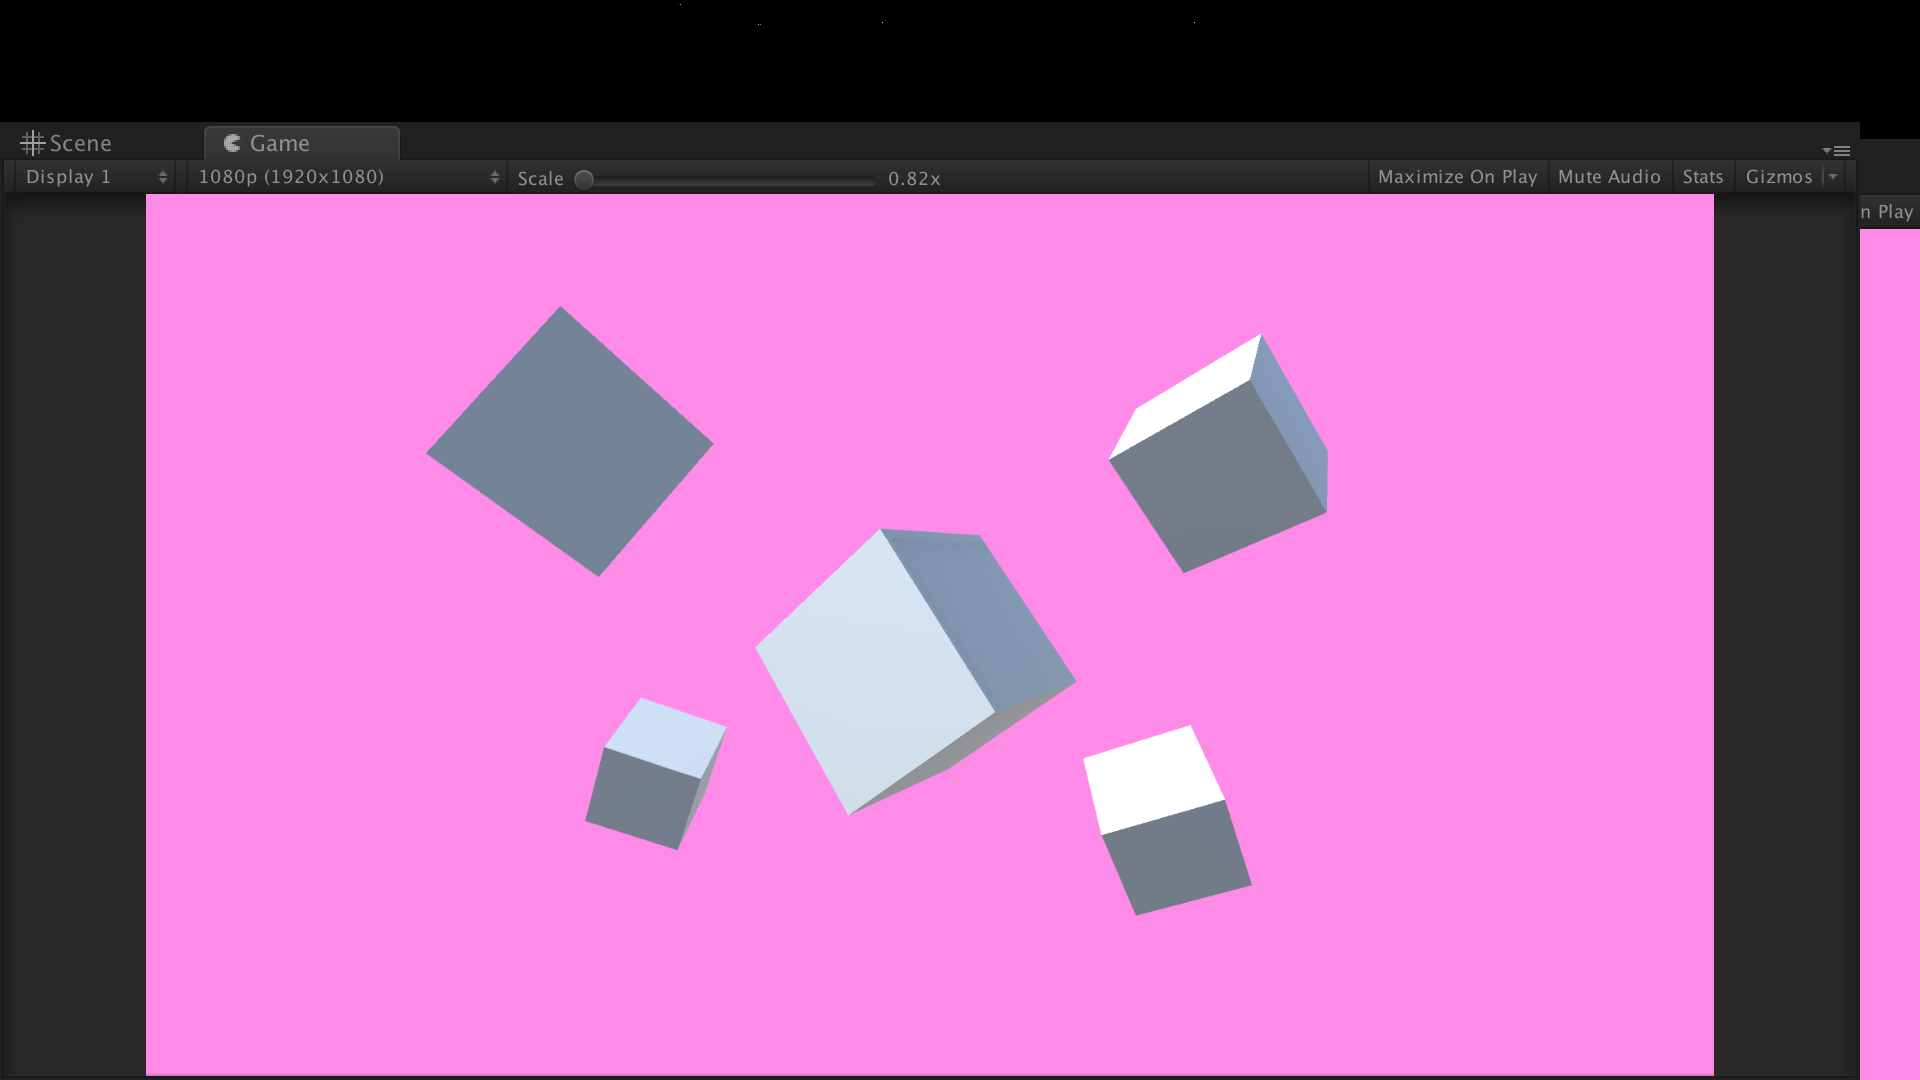 Scene Game
Display 1 1080p (1920x1080) Scale 0.82x Maximize On Play Mute Audio Stats Gizmos
n Play